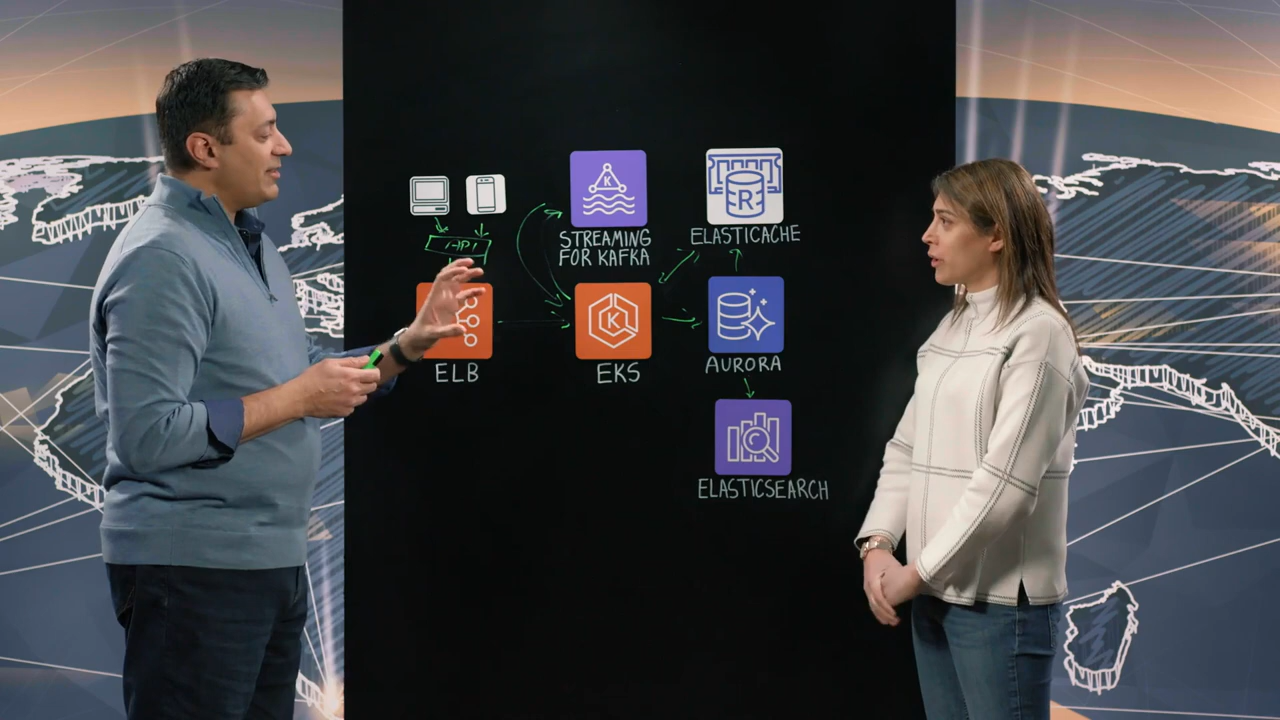 API
STREAMING
FOR KAFKA
K
R
ELASTICACHE
ELB
K
EKS
AURORA
ELASTICSEARCH